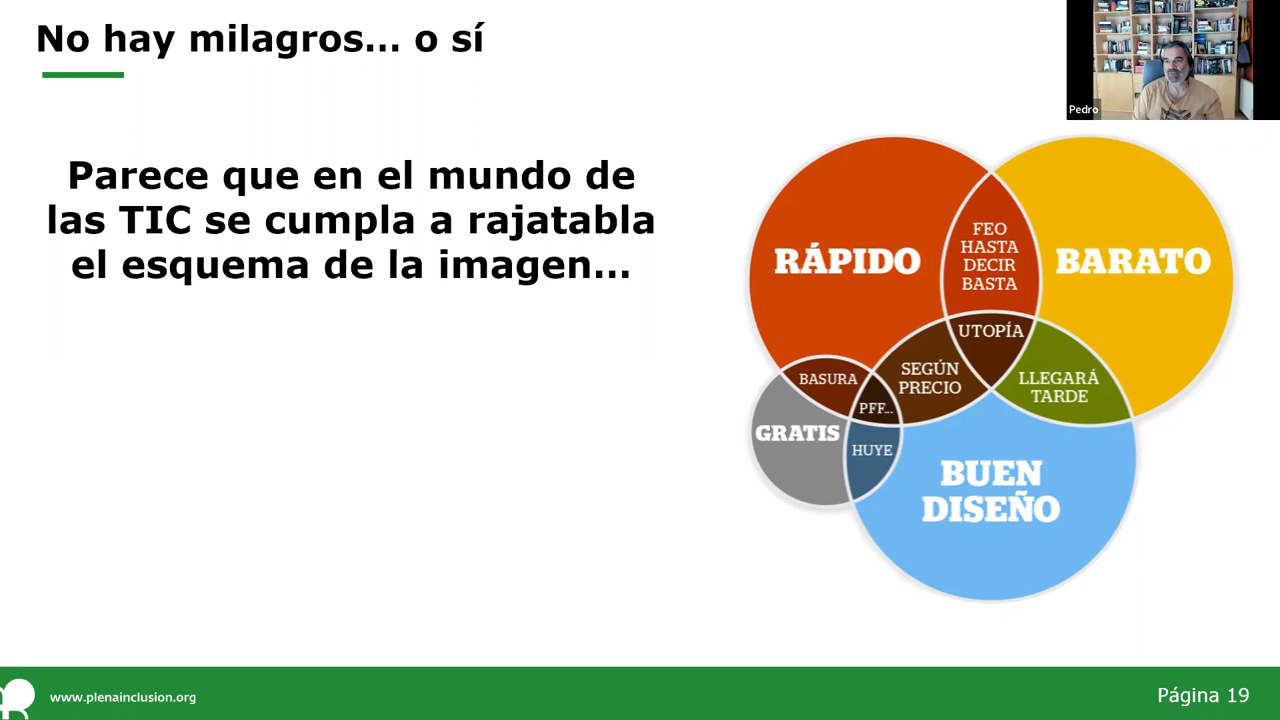 No hay milagros... o sí
Pedro
Parece que en el mundo de
las TIC se cumpla a rajatabla
el esquema de la imagen...
RÁPIDO
FEO
HASTA
DECIR
BASTA
BARATO
UTOPÍA
BASURA
SEGÚN
PRECIO
LLEGARÁ
TARDE
PFF...
GRATIS
HUYE
BUEN
DISEÑO
www.plenainclusion.org
Página 19